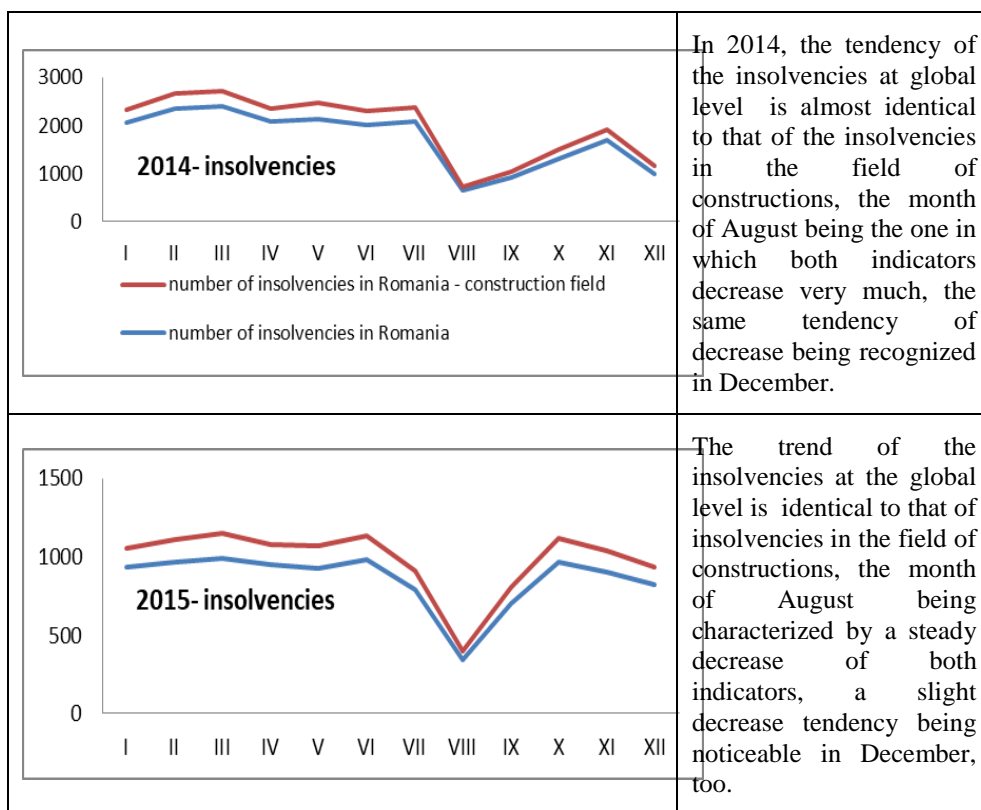 3000
2000
1000
0
2014- insolvencies
I II III IV V VI VII VIII IX X XI XII
number of insolvencies in Romania - construction field
number of insolvencies in Romania
In 2014, the tendency of
the insolvencies at global
level is almost identical
to that of the insolvencies
in the field of
constructions, the month
of August being the one in
which both indicators
decrease very much, the
same tendency of
decrease being recognized
in December.
1500
1000
500
0
2015- insolvencies
I II III IV V VI VII VIII IX X XI XII
The trend of the
insolvencies at the global
level is identical to that of
insolvencies in the field of
constructions, the month
of August being
characterized by a steady
decrease of both
indicators, a slight
decrease tendency being
noticeable in December,
too.